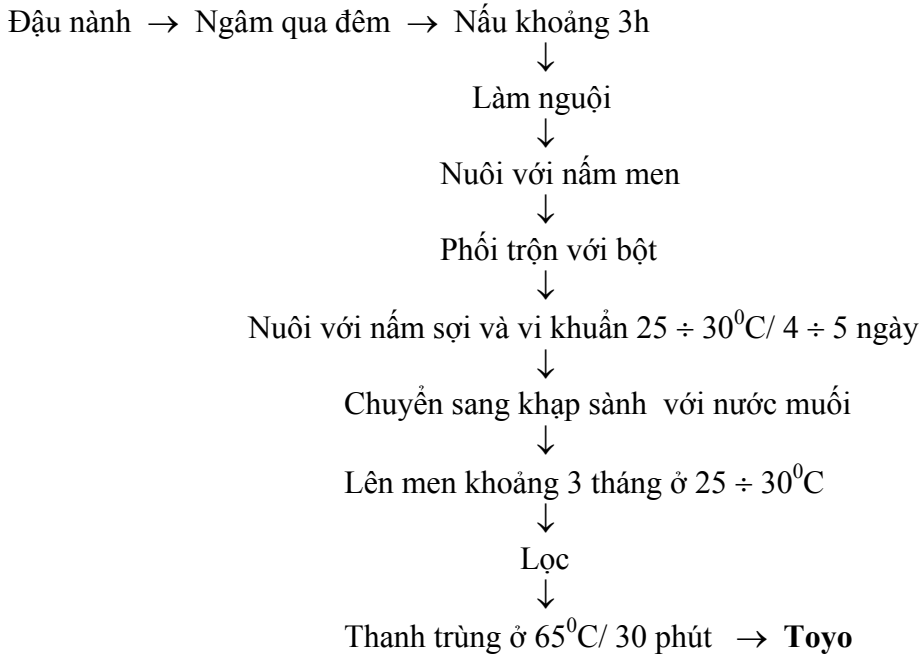 Đậu nành → Ngâm qua đêm → Nấu khoảng 3h
↓
Làm nguội
↓
Nuôi với nấm men
↓
Phối trộn với bột
↓
Nuôi với nấm sợi và vi khuẩn 25 ÷ 30⁰C/ 4 ÷ 5 ngày
↓
Chuyển sang khạp sành với nước muối
↓
Lên men khoảng 3 tháng ở 25 ÷ 30⁰C
↓
Lọc
↓
Thanh trùng ở 65⁰C/ 30 phút → Toyo